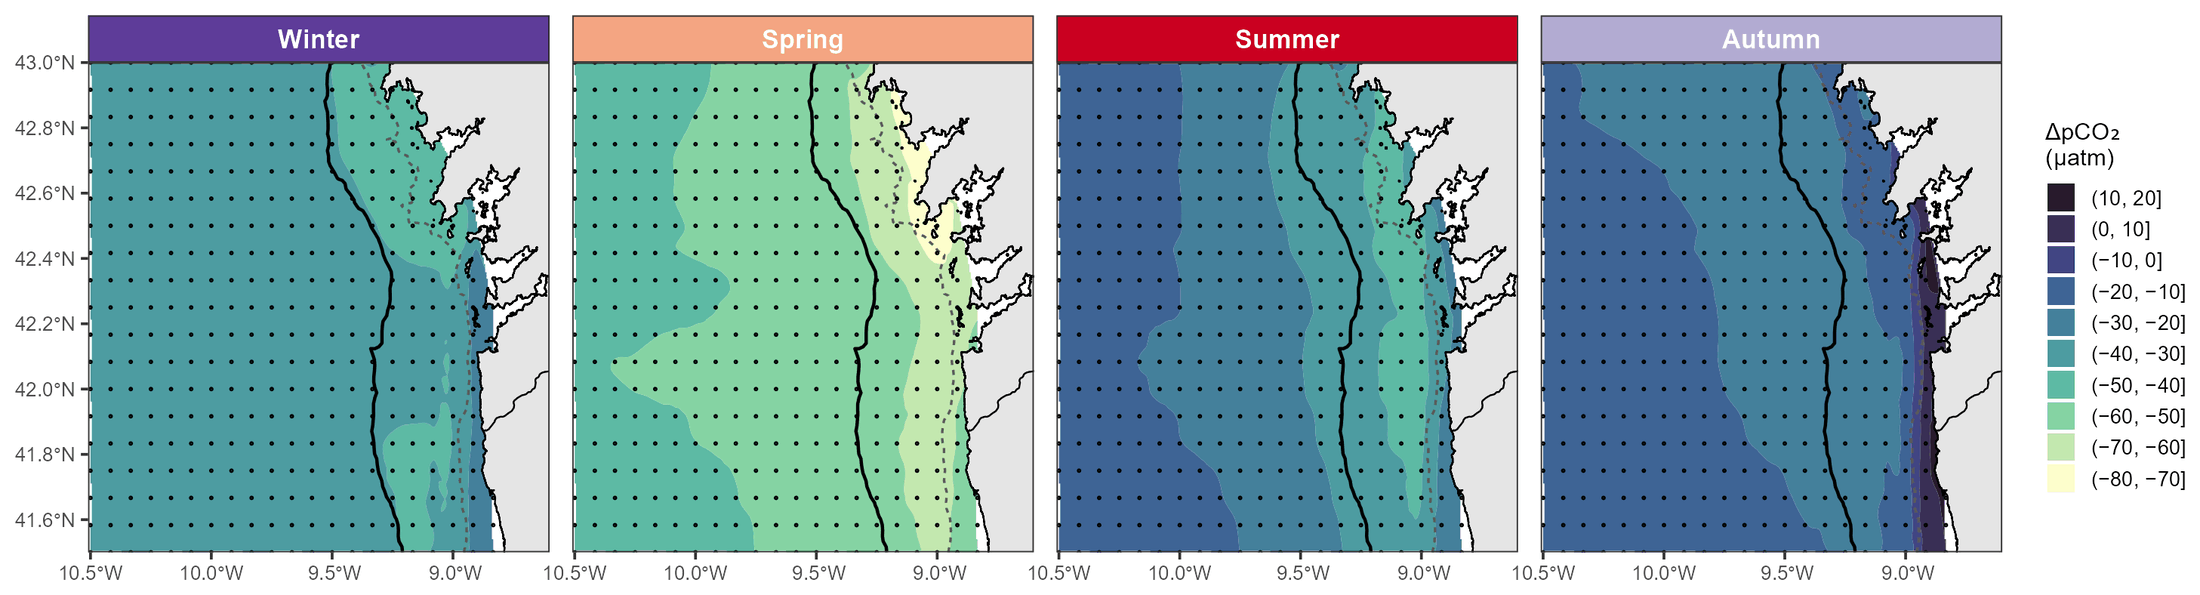 Winter
Spring
Summer
Autumn
43.0°N
42.8°N
42.6°N
42.4°N
42.2°N
42.0°N
41.8°N
41.6°N
10.5°W 10.0°W 9.5°W 9.0°W
10.5°W 10.0°W 9.5°W 9.0°W
10.5°W 10.0°W 9.5°W 9.0°W
10.5°W 10.0°W 9.5°W 9.0°W
ΔpCO₂
(µatm)
(10, 20]
(0, 10]
(−10, 0]
(−20, −10]
(−30, −20]
(−40, −30]
(−50, −40]
(−60, −50]
(−70, −60]
(−80, −70]